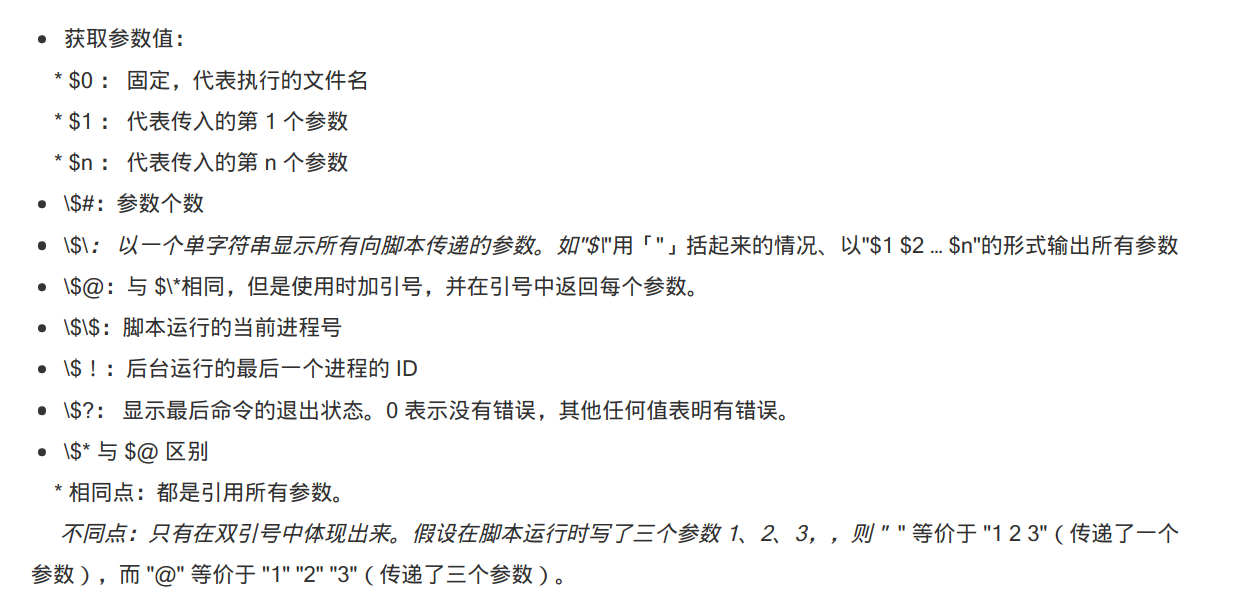 • 获取参数值：
* $0 ： 固定，代表执行的文件名
* $1 ： 代表传入的第 1 个参数
* $n ： 代表传入的第 n 个参数
• \$#：参数个数
• \$\： 以一个单字符串显示所有向脚本传递的参数。如"$\"用「"」括起来的情况、以"$1 $2 … $n"的形式输出所有参数
• \$@：与 $\*相同，但是使用时加引号，并在引号中返回每个参数。
• \$\$：脚本运行的当前进程号
• \$！：后台运行的最后一个进程的 ID
• \$?： 显示最后命令的退出状态。0 表示没有错误，其他任何值表明有错误。
• \$* 与 $@ 区别
* 相同点：都是引用所有参数。
不同点：只有在双引号中体现出来。假设在脚本运行时写了三个参数 1、2、3，，则 " " 等价于 "1 2 3"（传递了一个
参数），而 "@" 等价于 "1" "2" "3"（传递了三个参数）。